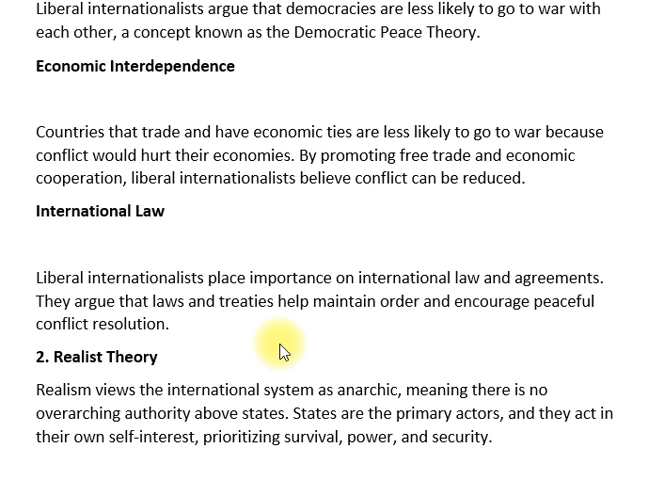 Liberal internationalists argue that democracies are less likely to go to war with
each other, a concept known as the Democratic Peace Theory.
Economic Interdependence
Countries that trade and have economic ties are less likely to go to war because
conflict would hurt their economies. By promoting free trade and economic
cooperation, liberal internationalists believe conflict can be reduced.
International Law
Liberal internationalists place importance on international law and agreements.
They argue that laws and treaties help maintain order and encourage peaceful
conflict resolution.
2. Realist Theory
Realism views the international system as anarchic, meaning there is no
overarching authority above states. States are the primary actors, and they act in
their own self-interest, prioritizing survival, power, and security.